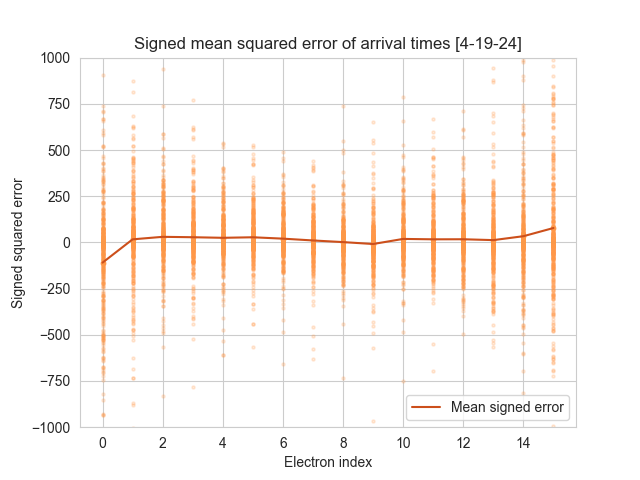 Signed mean squared error of arrival times [4-19-24]
1000
750
500
250
0
−250
−500
−750
−1000
Signed squared error
0 2 4 6 8 10 12 14
Electron index
Mean signed error